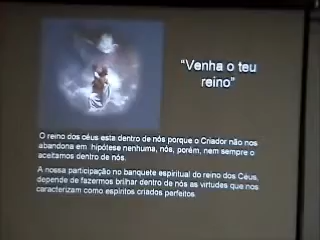 "Venha o teu
reino"
O reino dos céus esta dentro de nós porque o Criador não nos
abandona em hipótese nenhuma, nós, porém, nem sempre o
aceitamos dentro de nós.
A nossa participação no banquete espiritual do reino dos Céus,
depende de fazermos brilhar dentro de nós as virtudes que nos
caracterizam como espíritos criados perfeitos.